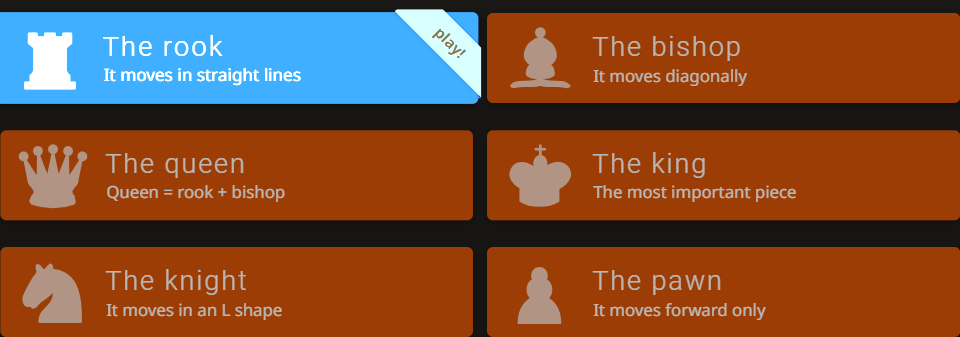 The rook
It moves in straight lines
play!
The bishop
It moves diagonally
The queen
Queen = rook + bishop
The king
The most important piece
The knight
It moves in an L shape
The pawn
It moves forward only